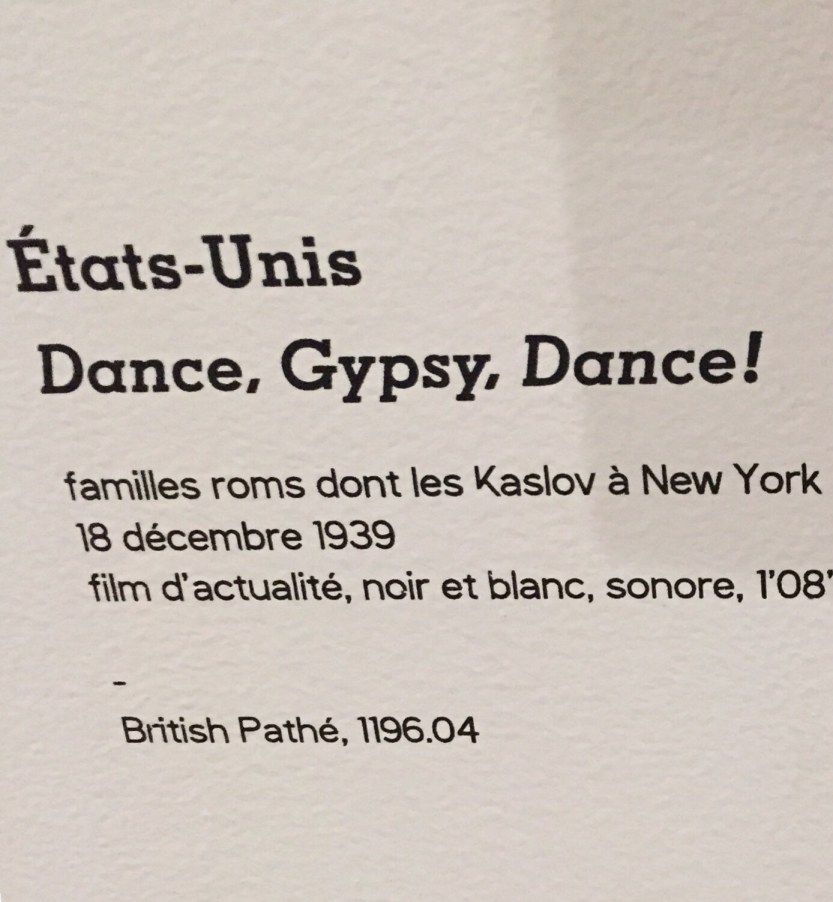 États-Unis
Dance, Gypsy, Dance!
familles roms dont les Kaslov à New York
18 décembre 1939
film d'actualité, noir et blanc, sonore, 1'08'
-
British Pathé, 1196.04